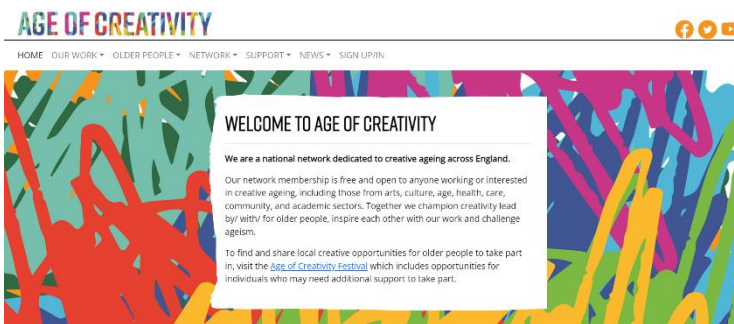 AGE OF CREATIVITY
HOME OUR WORK OLDER PEOPLE NETWORK SUPPORT NEWS SIGN UP/IN
WELCOME TO AGE OF CREATIVITY
We are a national network dedicated to creative ageing across England.
Our network membership is free and open to anyone working or interested
in creative ageing, including those from arts, culture, age, health, care,
community, and academic sectors. Together we champion creativity lead
by/ with/ for older people, inspire each other with our work and challenge
ageism.
To find and share local creative opportunities for older people to take part
in, visit the Age of Creativity Festival which includes opportunities for
individuals who may need additional support to take part.